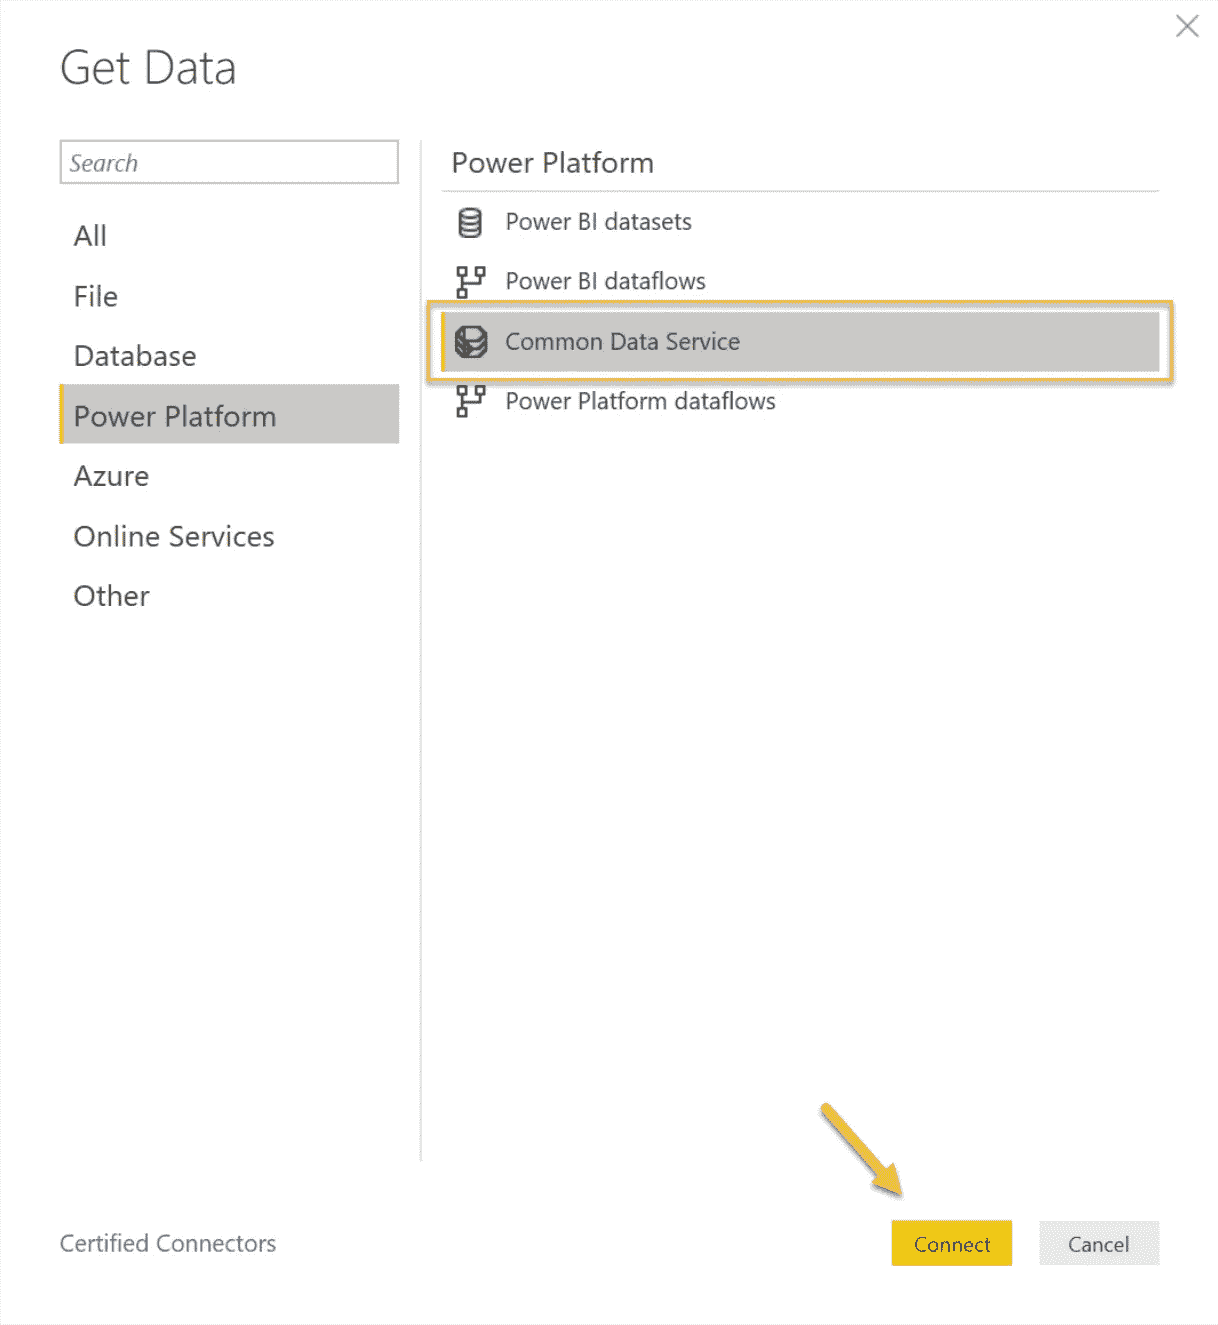 Get Data
Search
All
File
Database
Power Platform
Azure
Online Services
Other
Power Platform
Power BI datasets
Power BI dataflows
Common Data Service
Power Platform dataflows
Certified Connectors
Connect
Cancel